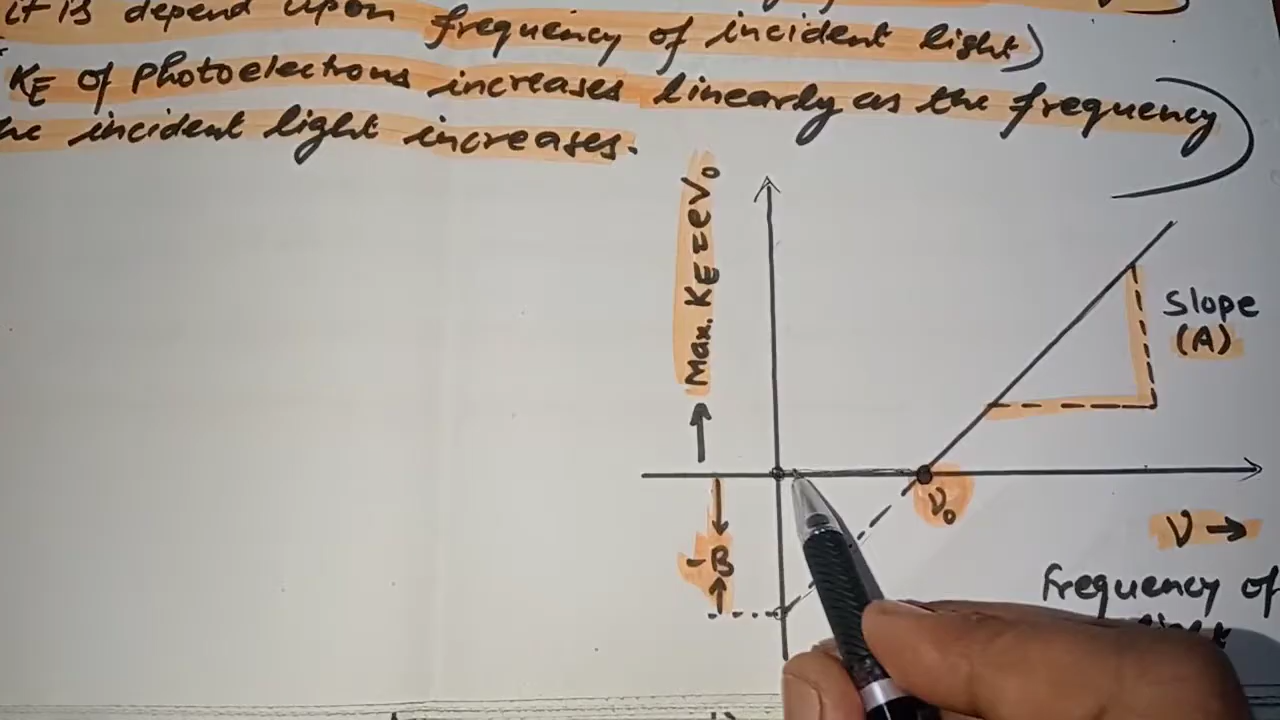 it is depend upon frequency of incident light)
KE of Photoelectrons increases linearly as the frequency
the incident light increases.
→ Max. KE = eV₀
Slope
(A)
ν₀
-B
ν →
frequency of